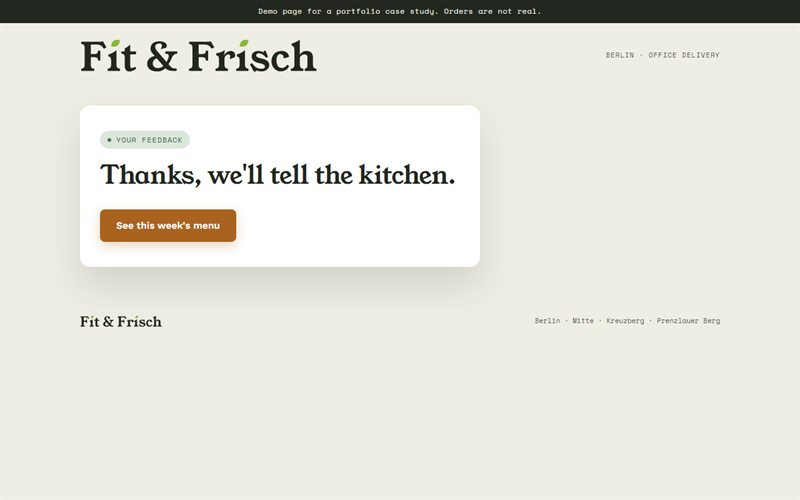 Demo page for a portfolio case study. Orders are not real.
Fit & Frisch
BERLIN · OFFICE DELIVERY
YOUR FEEDBACK
Thanks, we'll tell the kitchen.
See this week's menu
Fit & Frisch
Berlin · Mitte · Kreuzberg · Prenzlauer Berg